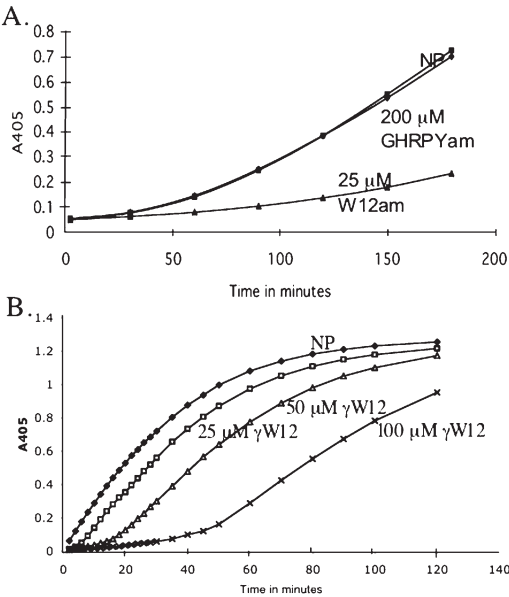 A.
0.8
0.7
0.6
0.5
0.4
0.3
0.2
0.1
0
A405
NP
200 μM
GHRPYam
25 μM
W12am
0 50 100 150 200
Time in minutes
B.
1.4
1.2
1
0.8
0.6
0.4
0.2
0
A405
NP
25 μM γW12
50 μM γW12
100 μM γW12
0 20 40 60 80 100 120 140
Time in minutes